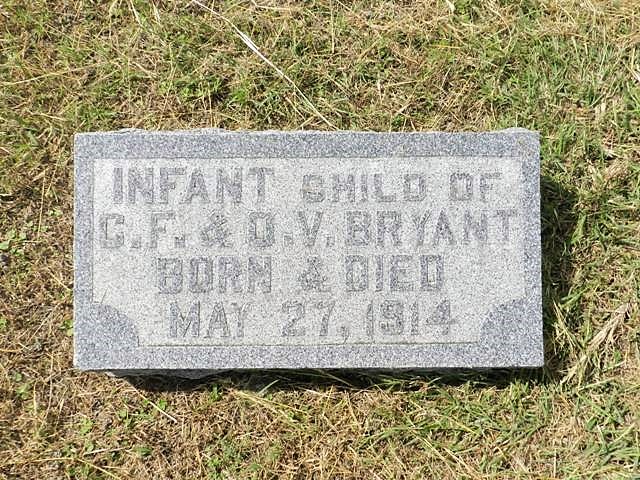 INFANT CHILD OF
C.F. & O.V. BRYANT
BORN & DIED
MAY 27, 1914